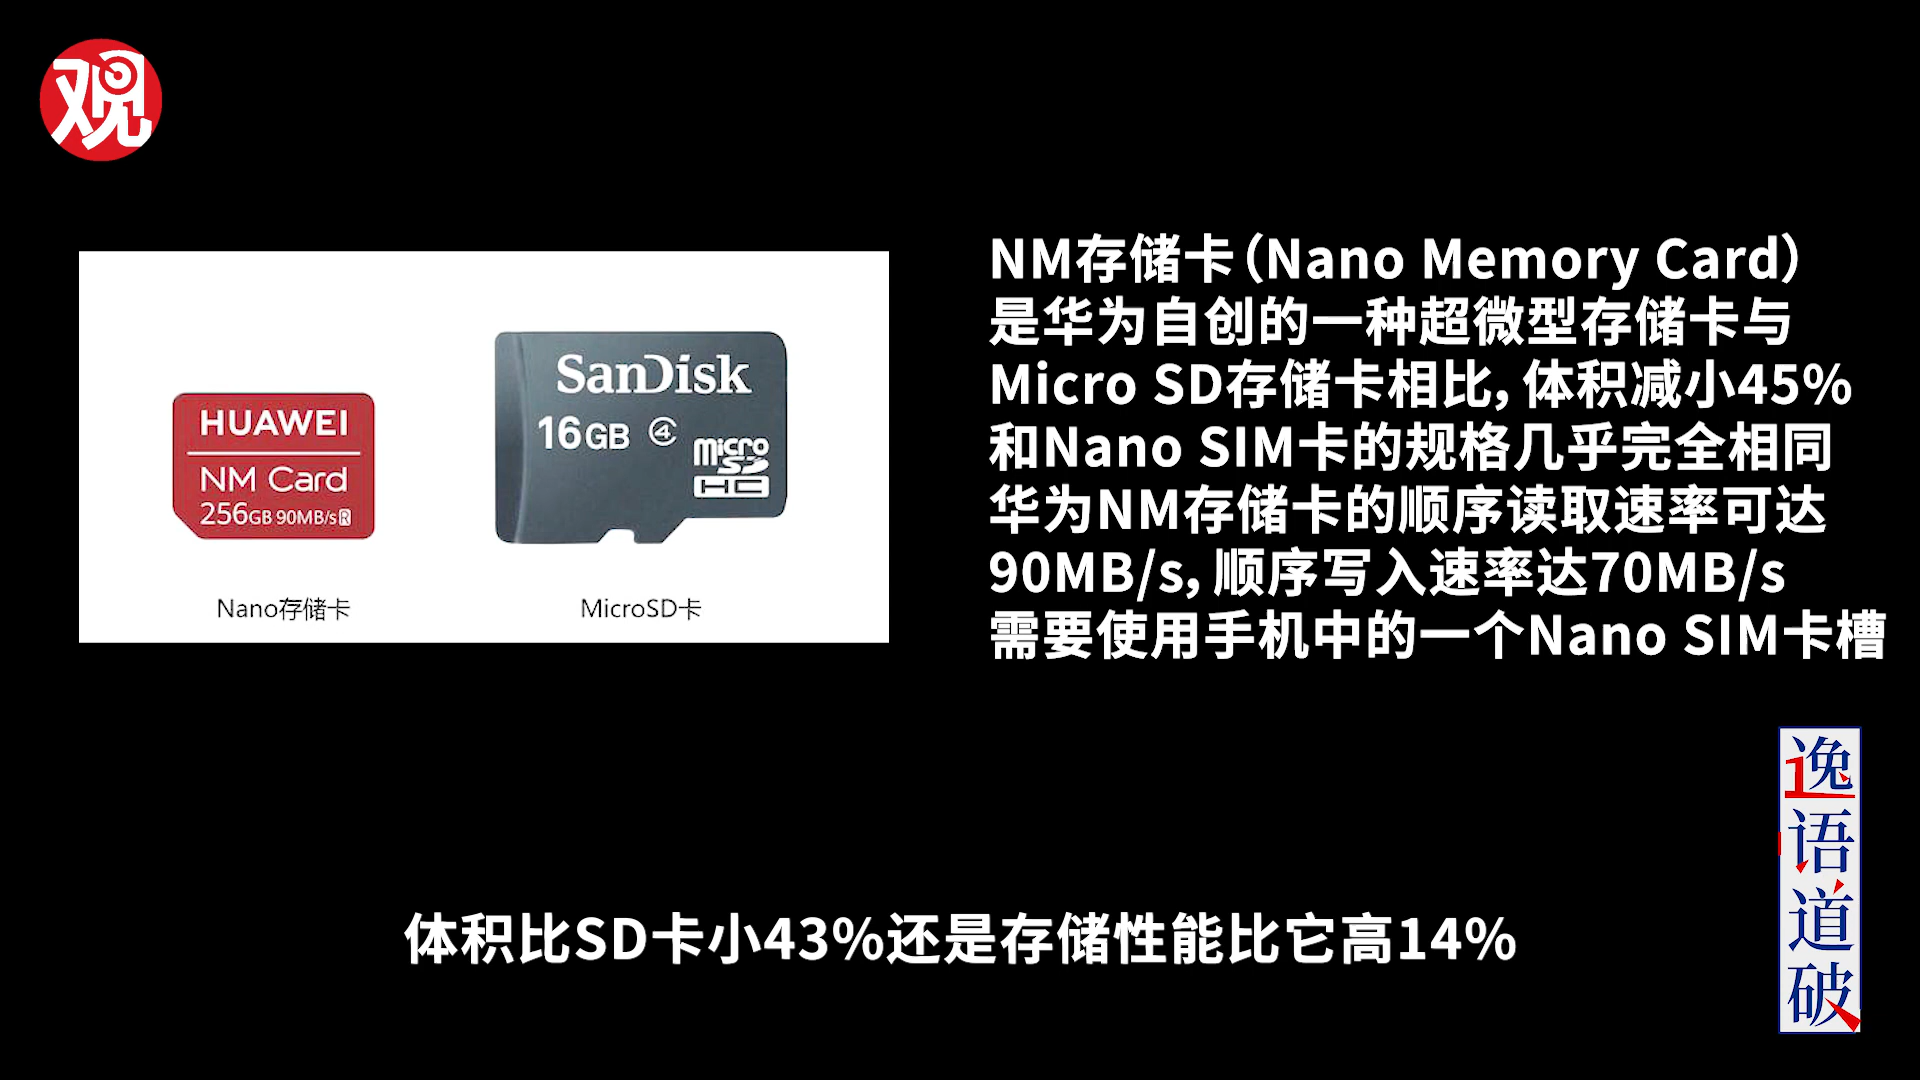 观
HUAWEI
NM Card
256GB 90MB/s R
Nano存储卡
SanDisk
16GB 4
micro
SD
HC
MicroSD卡
NM存储卡(Nano Memory Card)
是华为自创的一种超微型存储卡与
Micro SD存储卡相比,体积减小45%
和Nano SIM卡的规格几乎完全相同
华为NM存储卡的顺序读取速率可达
90MB/s,顺序写入速率达70MB/s
需要使用手机中的一个Nano SIM卡槽
逸语道破
体积比SD卡小43%还是存储性能比它高14%